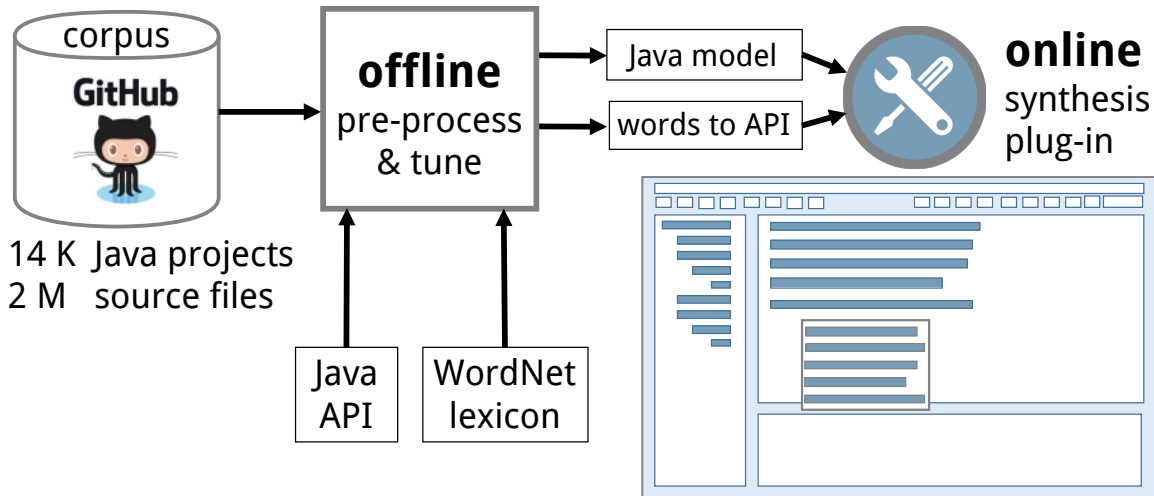 corpus
GitHub
14 K Java projects
2 M source files
offline
pre-process
& tune
Java
API
WordNet
lexicon
Java model
words to API
online
synthesis
plug-in